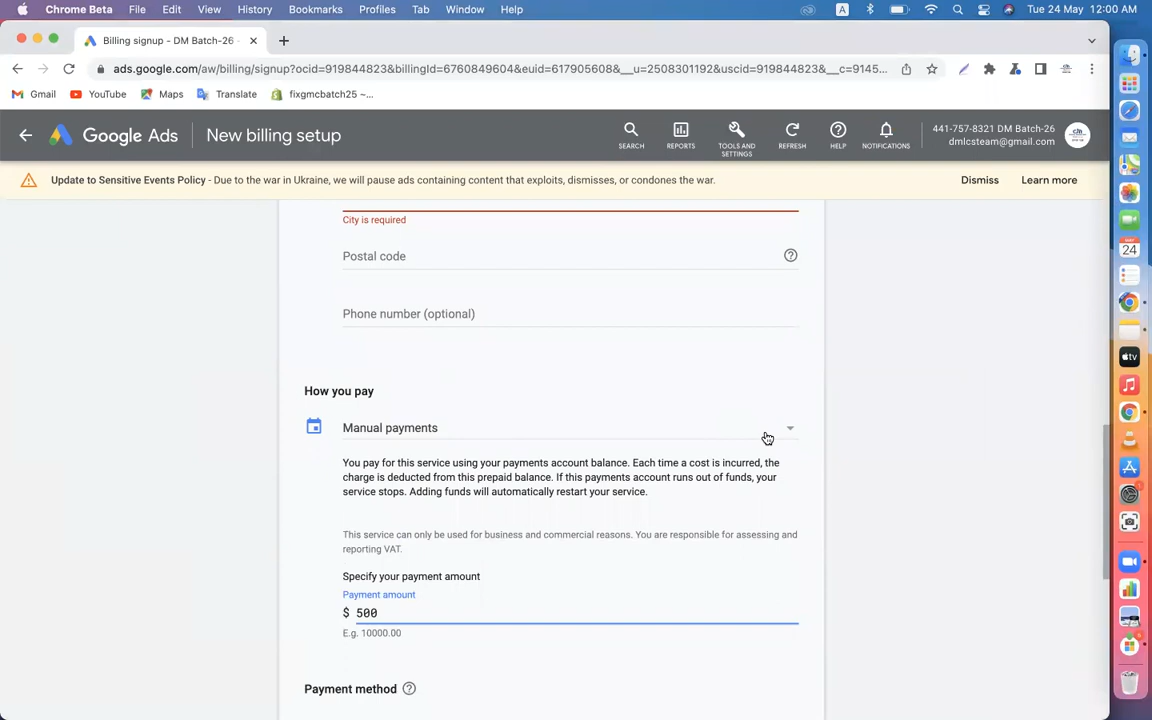 Chrome Beta File Edit View History Bookmarks Profiles Tab Window Help A Tue 24 May 12:00 AM
Billing signup - DM Batch-26 -
ads.google.com/aw/billing/signup?ocid=919844823&billingId=6760849604&euid=617905608&__u=2508301192&uscid=919844823&__c=9145...
Gmail YouTube Maps Translate fixgmcbatch25 ~...
Google Ads New billing setup
SEARCH REPORTS TOOLS AND SETTINGS REFRESH HELP NOTIFICATIONS
441-757-8321 DM Batch-26
dmlcsteam@gmail.com
Update to Sensitive Events Policy - Due to the war in Ukraine, we will pause ads containing content that exploits, dismisses, or condones the war. Dismiss Learn more
City is required
Postal code
Phone number (optional)
How you pay
Manual payments
You pay for this service using your payments account balance. Each time a cost is incurred, the
charge is deducted from this prepaid balance. If this payments account runs out of funds, your
service stops. Adding funds will automatically restart your service.
This service can only be used for business and commercial reasons. You are responsible for assessing and
reporting VAT.
Specify your payment amount
Payment amount
$ 500
E.g. 10000.00
Payment method
24
tv